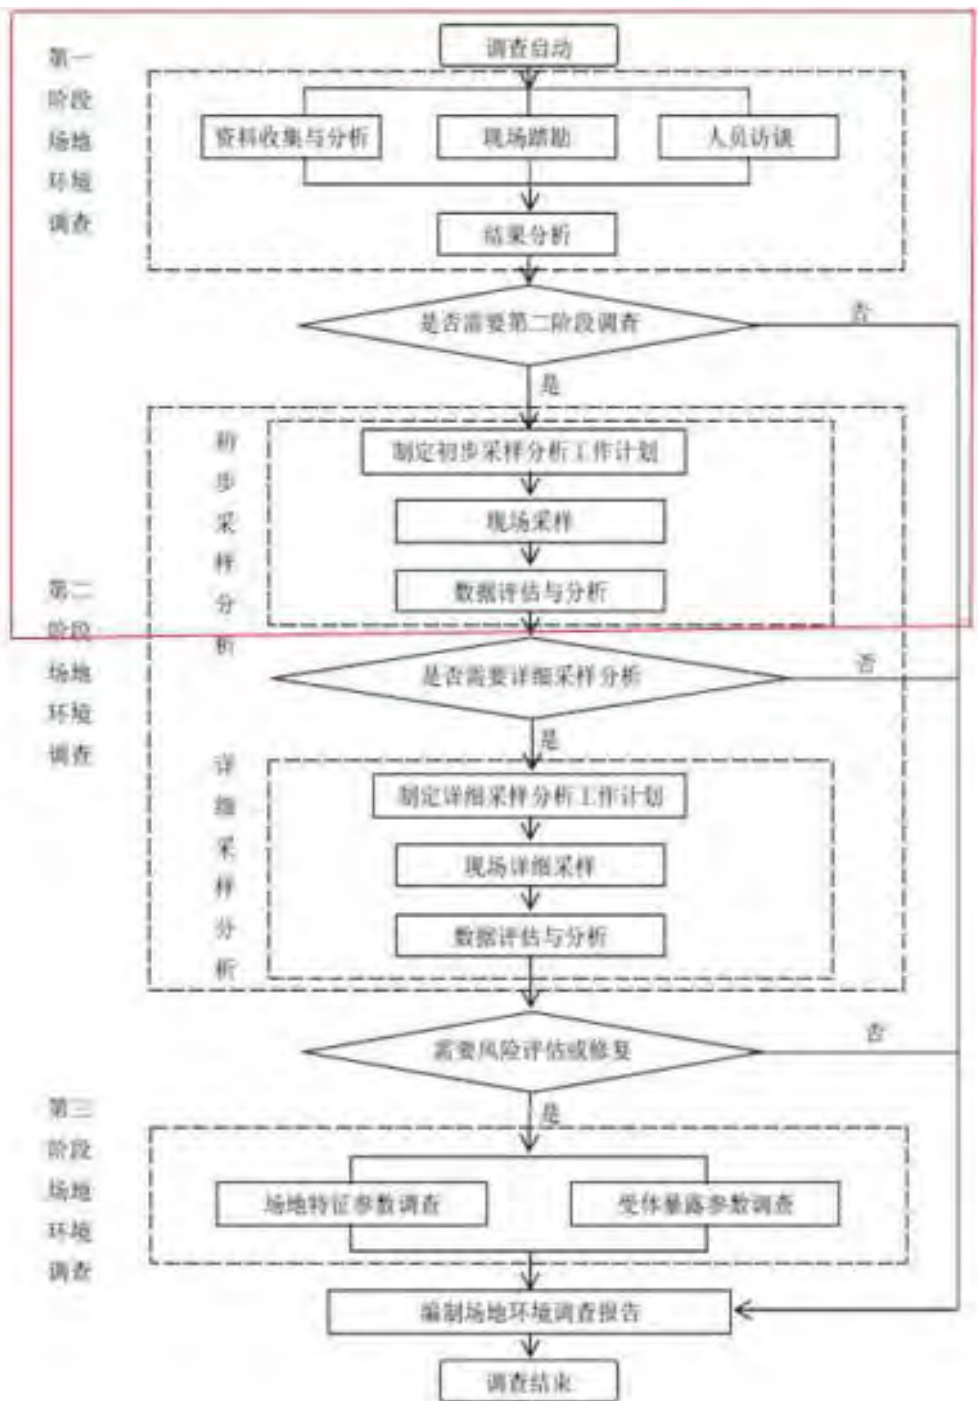 第一阶段场地环境调查
调查启动
资料收集与分析
现场踏勘
人员访谈
结果分析
是否需要第二阶段调查
否
是
第二阶段场地环境调查
初步采样分析
制定初步采样分析工作计划
现场采样
数据评估与分析
是否需要详细采样分析
否
是
详细采样分析
制定详细采样分析工作计划
现场详细采样
数据评估与分析
需要风险评估或修复
否
是
第三阶段场地环境调查
场地特征参数调查
受体暴露参数调查
编制场地环境调查报告
调查结束